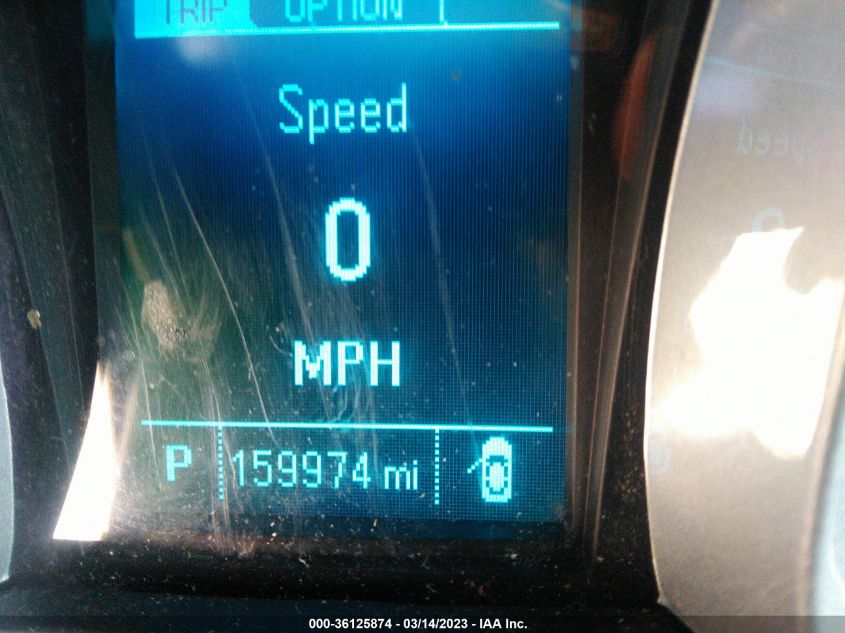 TRIP OPTION
Speed
0
MPH
P 159974 mi
000-36125874 - 03/14/2023 - IAA Inc.